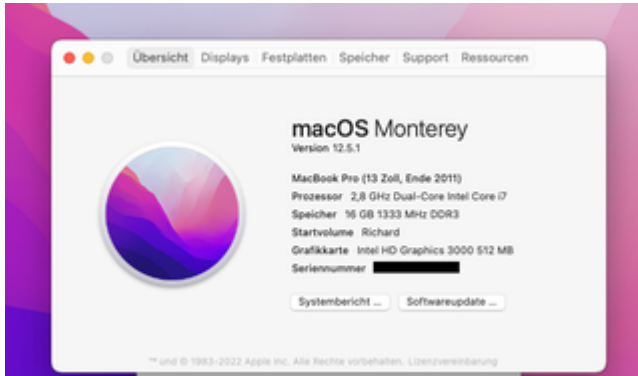 Übersicht Displays Festplatten Speicher Support Ressourcen
macOS Monterey
Version 12.5.1
MacBook Pro (13 Zoll, Ende 2011)
Prozessor 2,8 GHz Dual-Core Intel Core i7
Speicher 16 GB 1333 MHz DDR3
Startvolume Richard
Grafikkarte Intel HD Graphics 3000 512 MB
Seriennummer
Systembericht ... Softwareupdate ...
™ und © 1983-2022 Apple Inc. Alle Rechte vorbehalten. Lizenzvereinbarung